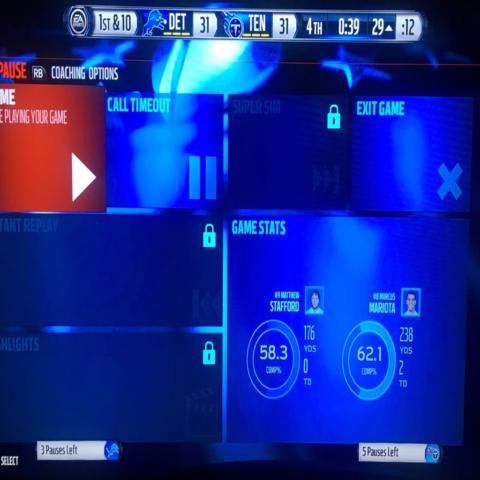 EA
1ST & 10 DET 31 TEN 31 4TH 0:39 29 :12
PAUSE RB COACHING OPTIONS
ME
E PLAYING YOUR GAME
CALL TIMEOUT
SUPER SIM
EXIT GAME
TANT REPLAY
GAME STATS
#9 MATTHEW
STAFFORD
58.3
COMP%
176
YDS
0
TD
#8 MARCUS
MARIOTA
62.1
COMP%
238
YDS
2
TD
HLIGHTS
SELECT
3 Pauses Left
5 Pauses Left